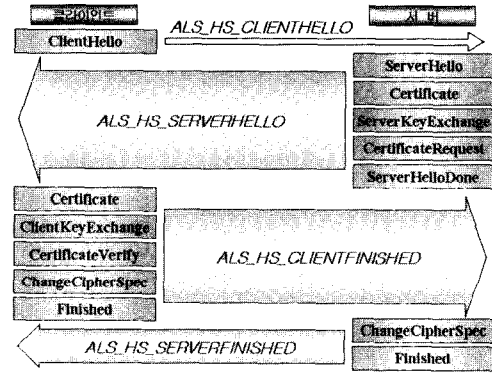 클라이언트
서 버
ALS_HS_CLIENTHELLO
ClientHello
ServerHello
Certificate
ServerKeyExchange
CertificateRequest
ServerHelloDone
ALS_HS_SERVERHELLO
Certificate
ClientKeyExchange
CertificateVerify
ChangeCipherSpec
Finished
ALS_HS_CLIENTFINISHED
ChangeCipherSpec
Finished
ALS_HS_SERVERFINISHED